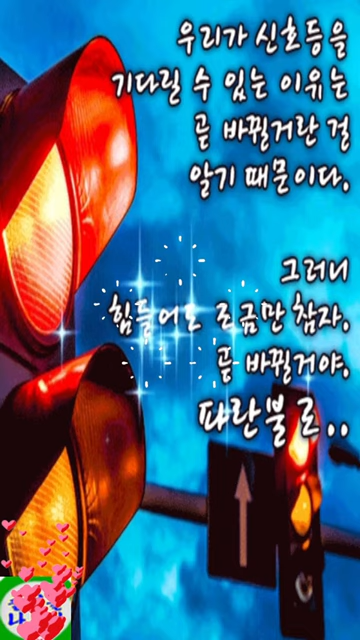 우리가 신호등을
기다릴 수 있는 이유는
곧 바뀔거란 걸
알기 때문이다.
그러니
힘들어도 조금만 참자.
곧 바뀔거야.
파란불로..